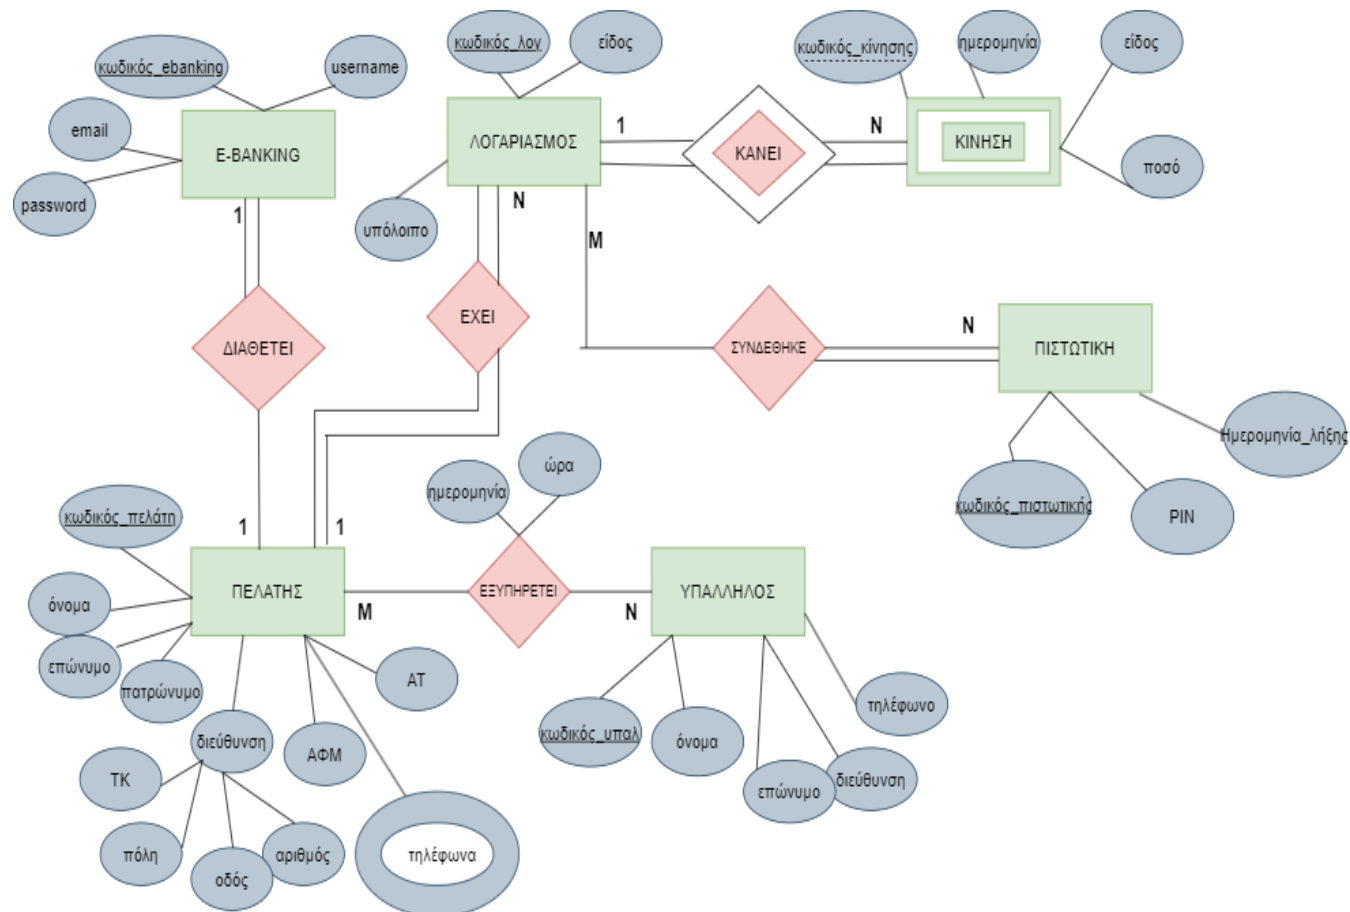 κωδικός_ebanking
username
email
password
E-BANKING
1
κωδικός_λογ
είδος
ΛΟΓΑΡΙΑΣΜΟΣ
υπόλοιπο
1
ΚΑΝΕΙ
N
κωδικός_κίνησης
ημερομηνία
είδος
ΚΙΝΗΣΗ
ποσό
N
M
ΔΙΑΘΕΤΕΙ
ΕΧΕΙ
ΣΥΝΔΕΘΗΚΕ
N
ΠΙΣΤΩΤΙΚΗ
Ημερομηνία_λήξης
κωδικός_πιστωτικής
PIN
1
1
ημερομηνία
ώρα
κωδικός_πελάτη
όνομα
επώνυμο
πατρώνυμο
ΠΕΛΑΤΗΣ
M
ΕΞΥΠΗΡΕΤΕΙ
N
ΥΠΑΛΛΗΛΟΣ
διεύθυνση
ΑΦΜ
ΑΤ
ΤΚ
πόλη
οδός
αριθμός
τηλέφωνα
κωδικός_υπαλ
όνομα
επώνυμο
διεύθυνση
τηλέφωνο